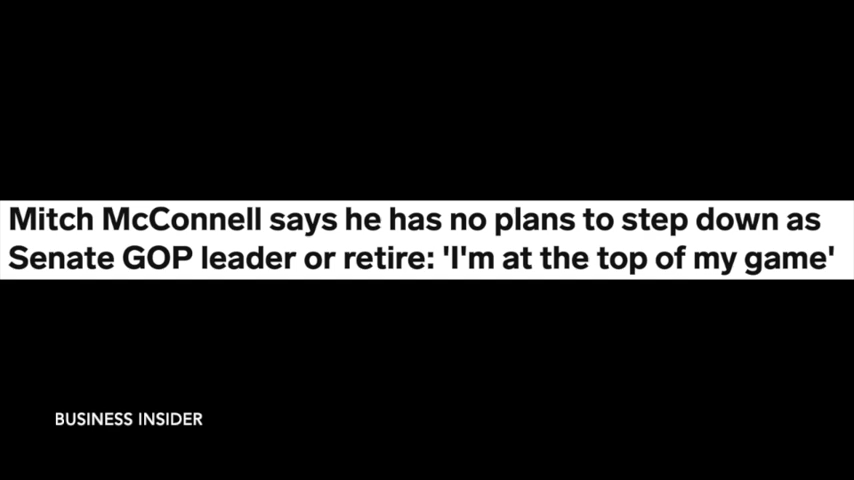 Mitch McConnell says he has no plans to step down as
Senate GOP leader or retire: 'I'm at the top of my game'
BUSINESS INSIDER